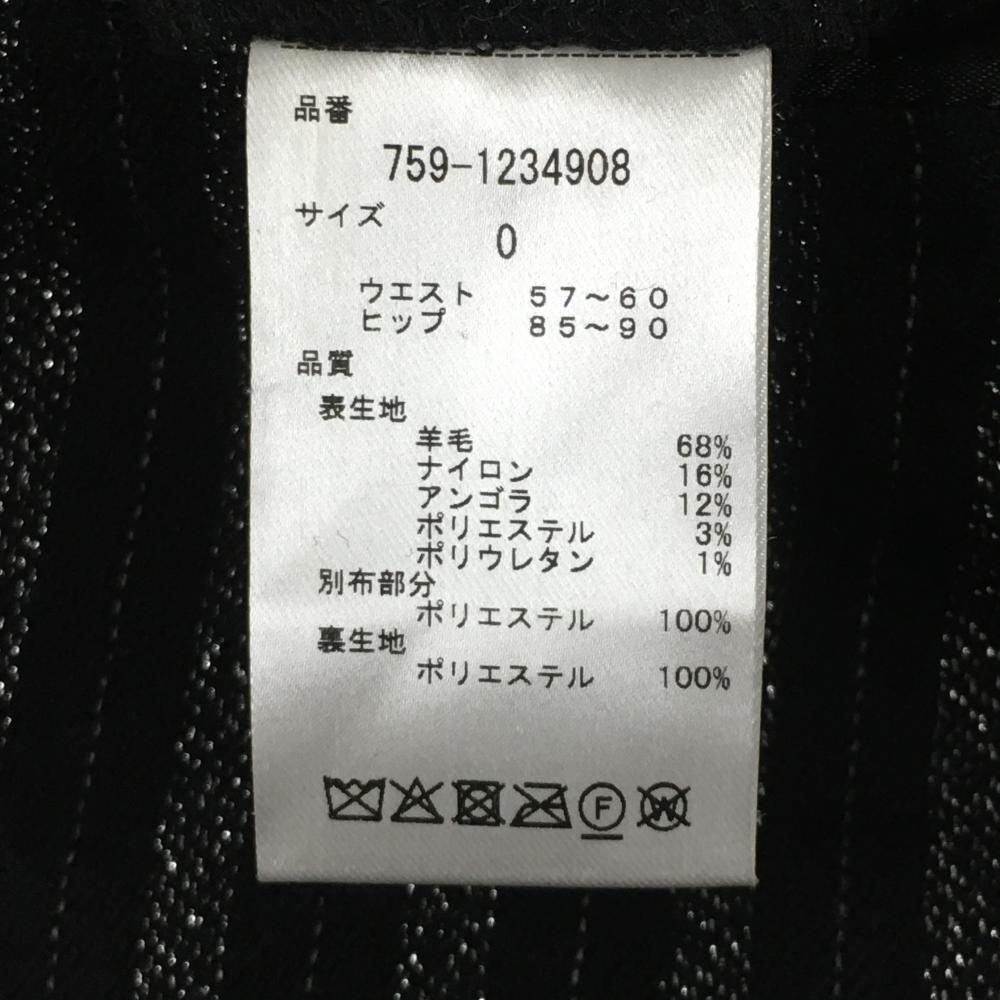 品番
759-1234908
サイズ
0
ウエスト 57～60
ヒップ 85～90
品質
表生地
羊毛 68%
ナイロン 16%
アンゴラ 12%
ポリエステル 3%
ポリウレタン 1%
別布部分
ポリエステル 100%
裏生地
ポリエステル 100%
F W